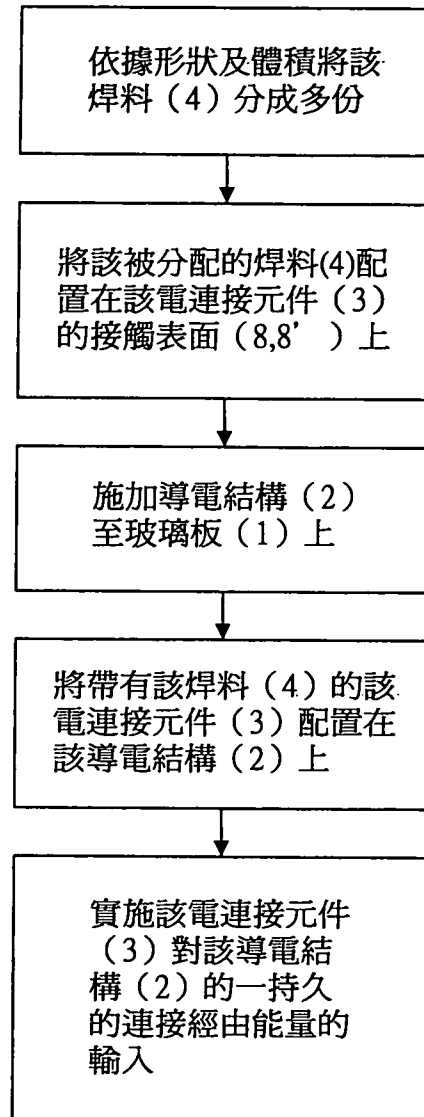 依據形狀及體積將該
焊料（4）分成多份
將該被分配的焊料(4)配
置在該電連接元件（3）
的接觸表面（8,8’）上
施加導電結構（2）
至玻璃板（1）上
將帶有該焊料（4）的該
電連接元件（3）配置在
該導電結構（2）上
實施該電連接元件
（3）對該導電結
構（2）的一持久
的連接經由能量的
輸入